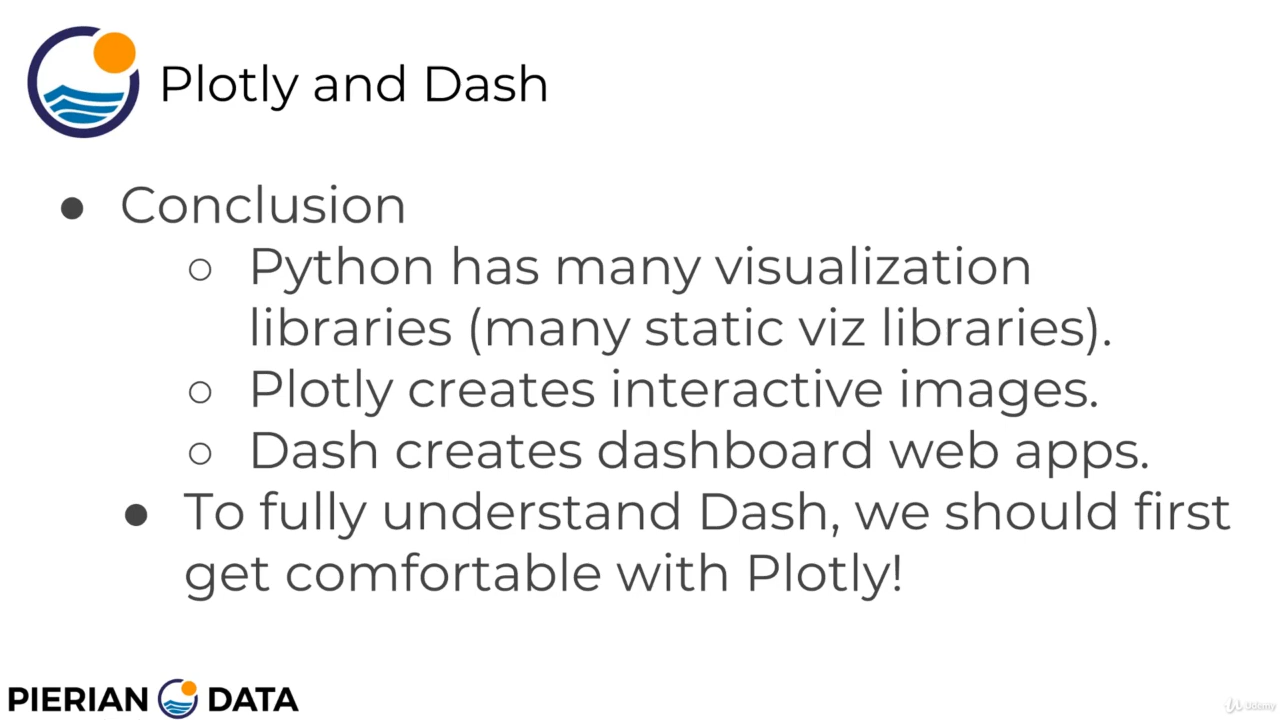 Plotly and Dash
● Conclusion
○ Python has many visualization
libraries (many static viz libraries).
○ Plotly creates interactive images.
○ Dash creates dashboard web apps.
● To fully understand Dash, we should first
get comfortable with Plotly!
PIERIAN DATA
Udemy